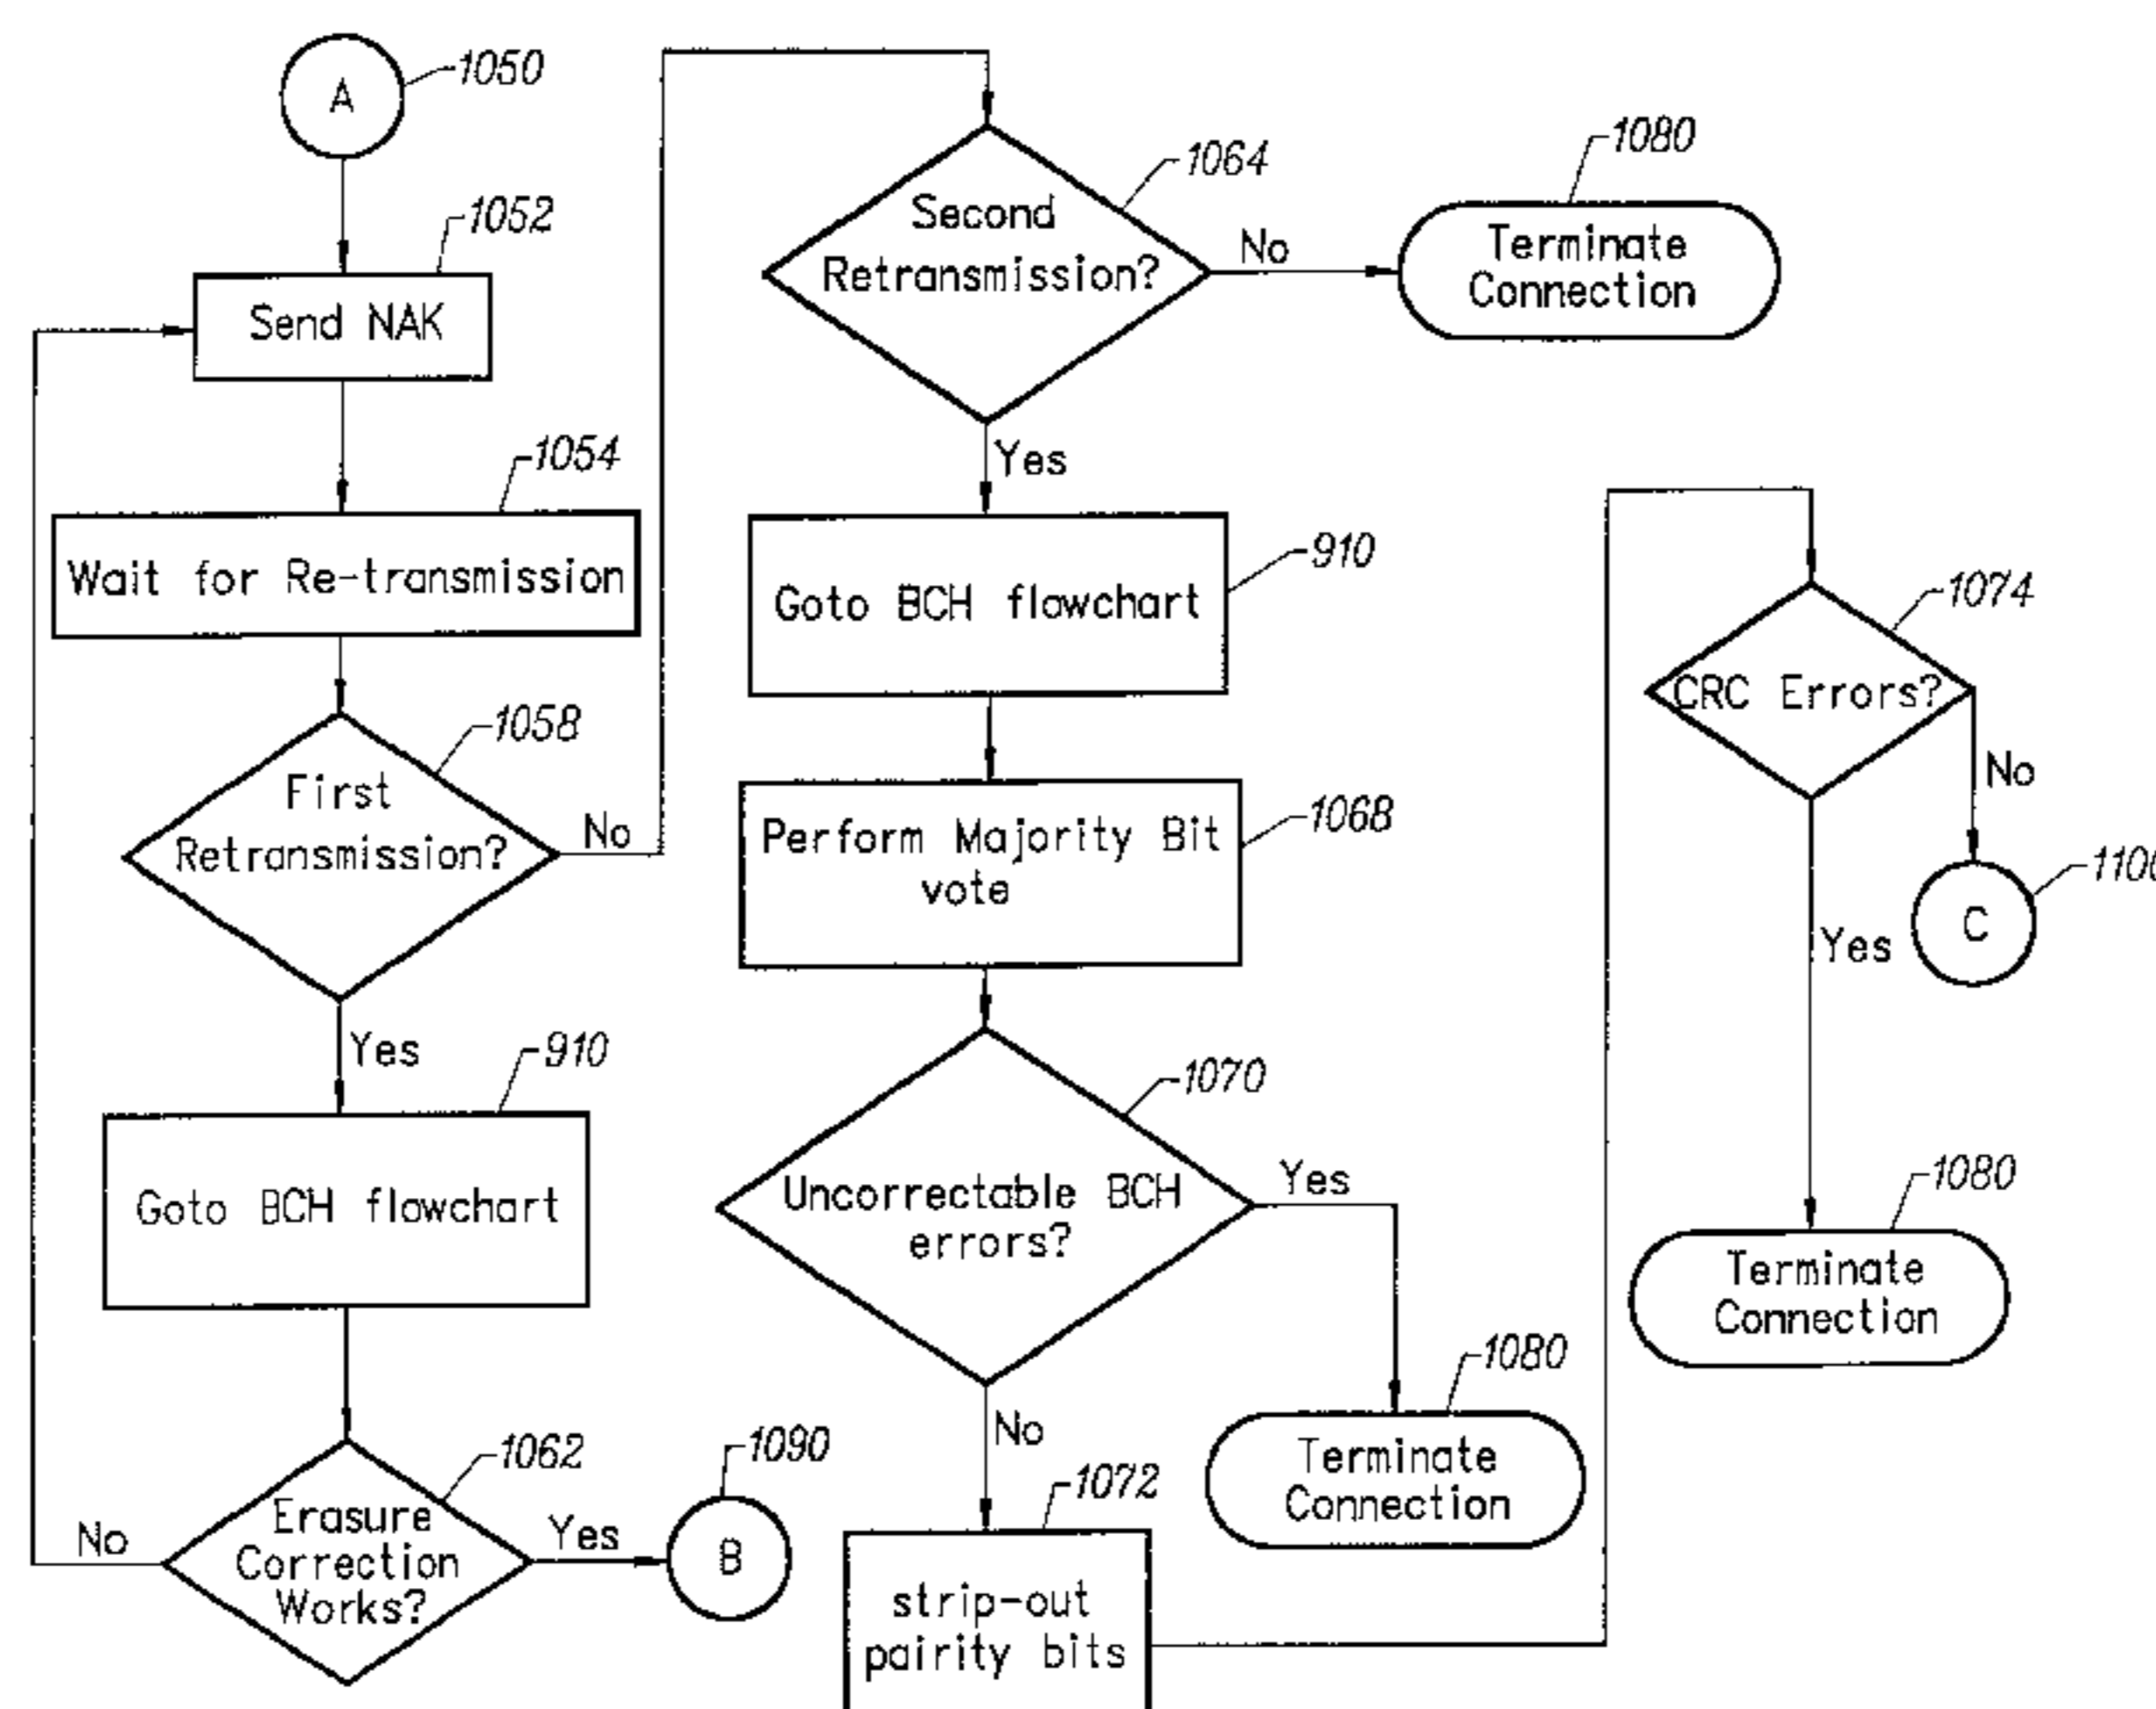 A
1050
1052
Send NAK
1054
Wait for Re-transmission
1058
First
Retransmission?
No
Yes
910
Goto BCH flowchart
1062
Erasure
Correction
Works?
No
Yes
1090
B
1064
Second
Retransmission?
No
1080
Terminate
Connection
Yes
910
Goto BCH flowchart
1068
Perform Majority Bit
vote
1070
Uncorrectable BCH
errors?
Yes
1080
Terminate
Connection
No
1072
strip-out
pairity bits
1074
CRC Errors?
No
C
Yes
1080
Terminate
Connection